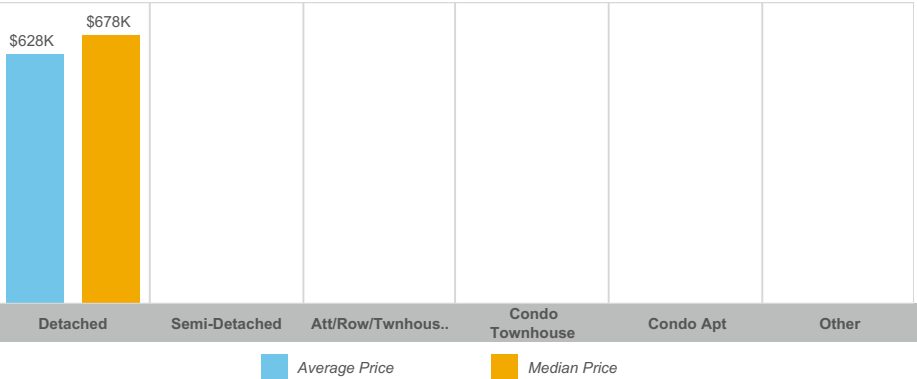 $628K
$678K
Detached
Semi-Detached
Att/Row/Twnhous..
Condo
Townhouse
Condo Apt
Other
Average Price
Median Price